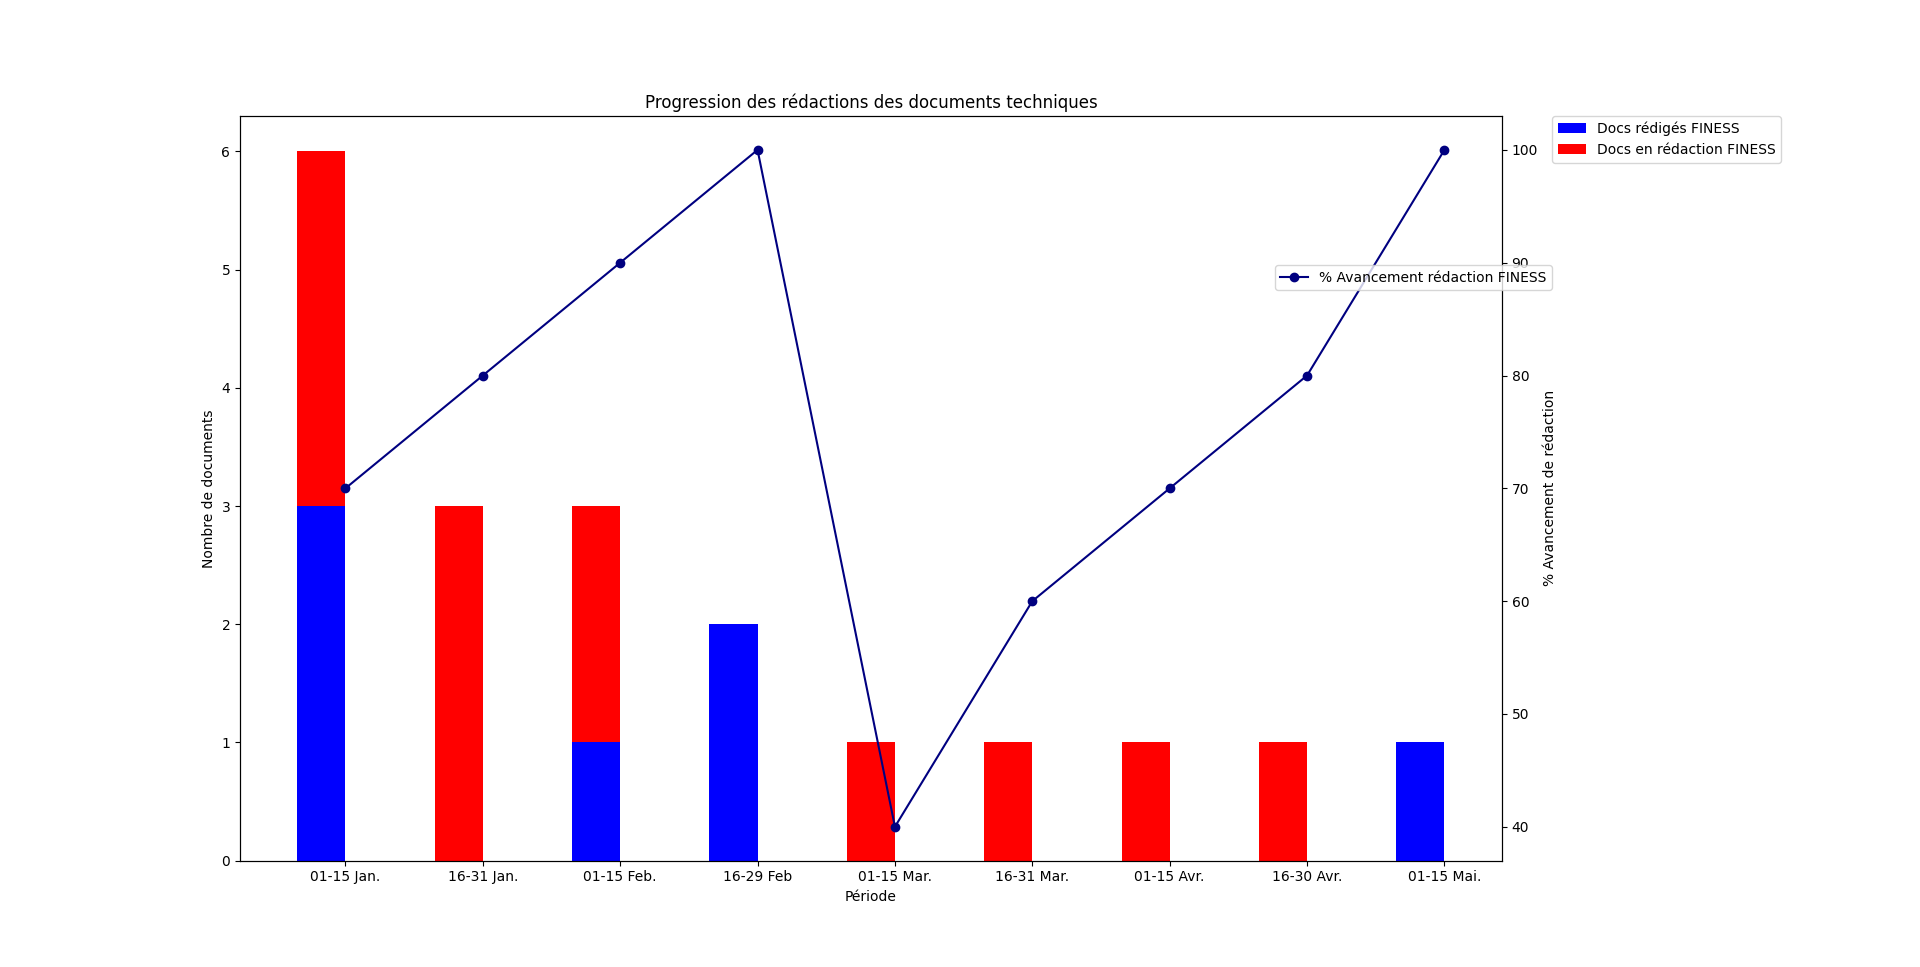 Progression des rédactions des documents techniques
Docs rédigés FINESS
Docs en rédaction FINESS
% Avancement rédaction FINESS
Nombre de documents
6
5
4
3
2
1
0
100
90
80
70
60
50
40
% Avancement de rédaction
01-15 Jan.
16-31 Jan.
01-15 Feb.
16-29 Feb
01-15 Mar.
16-31 Mar.
01-15 Avr.
16-30 Avr.
01-15 Mai.
Période